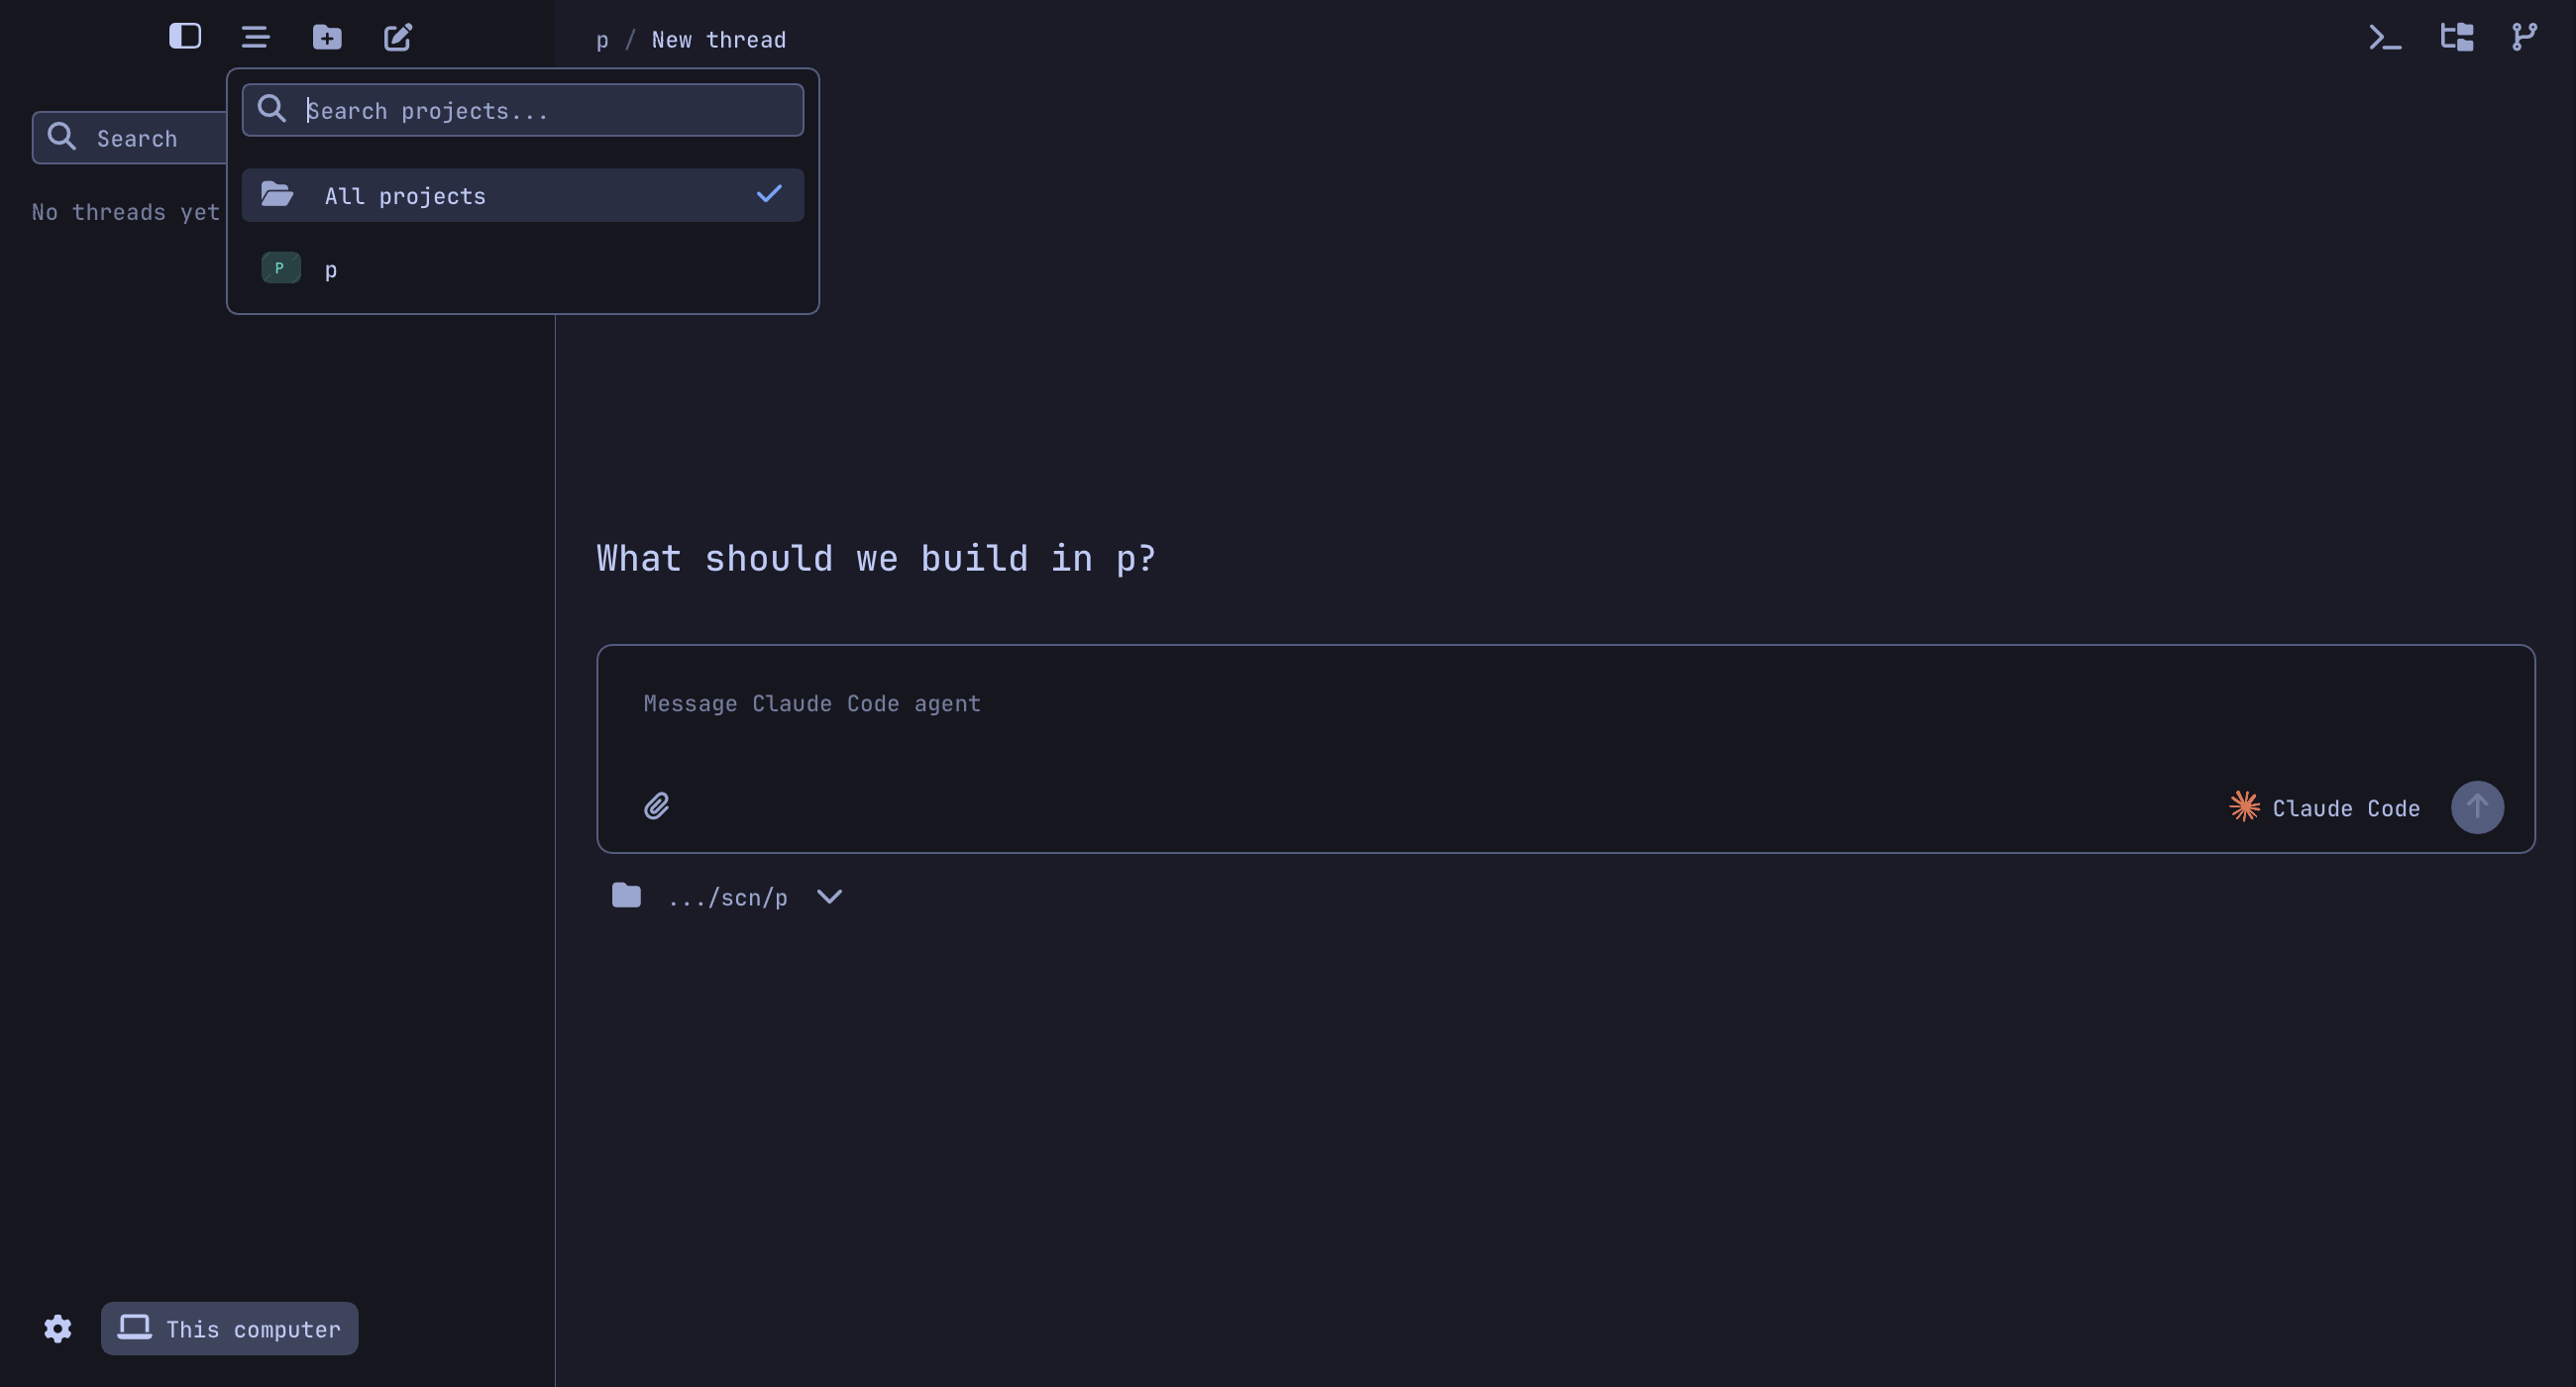 p / New thread
Search projects...
Search
All projects
No threads yet
P
p
What should we build in p?
Message Claude Code agent
Claude Code
.../scn/p
This computer